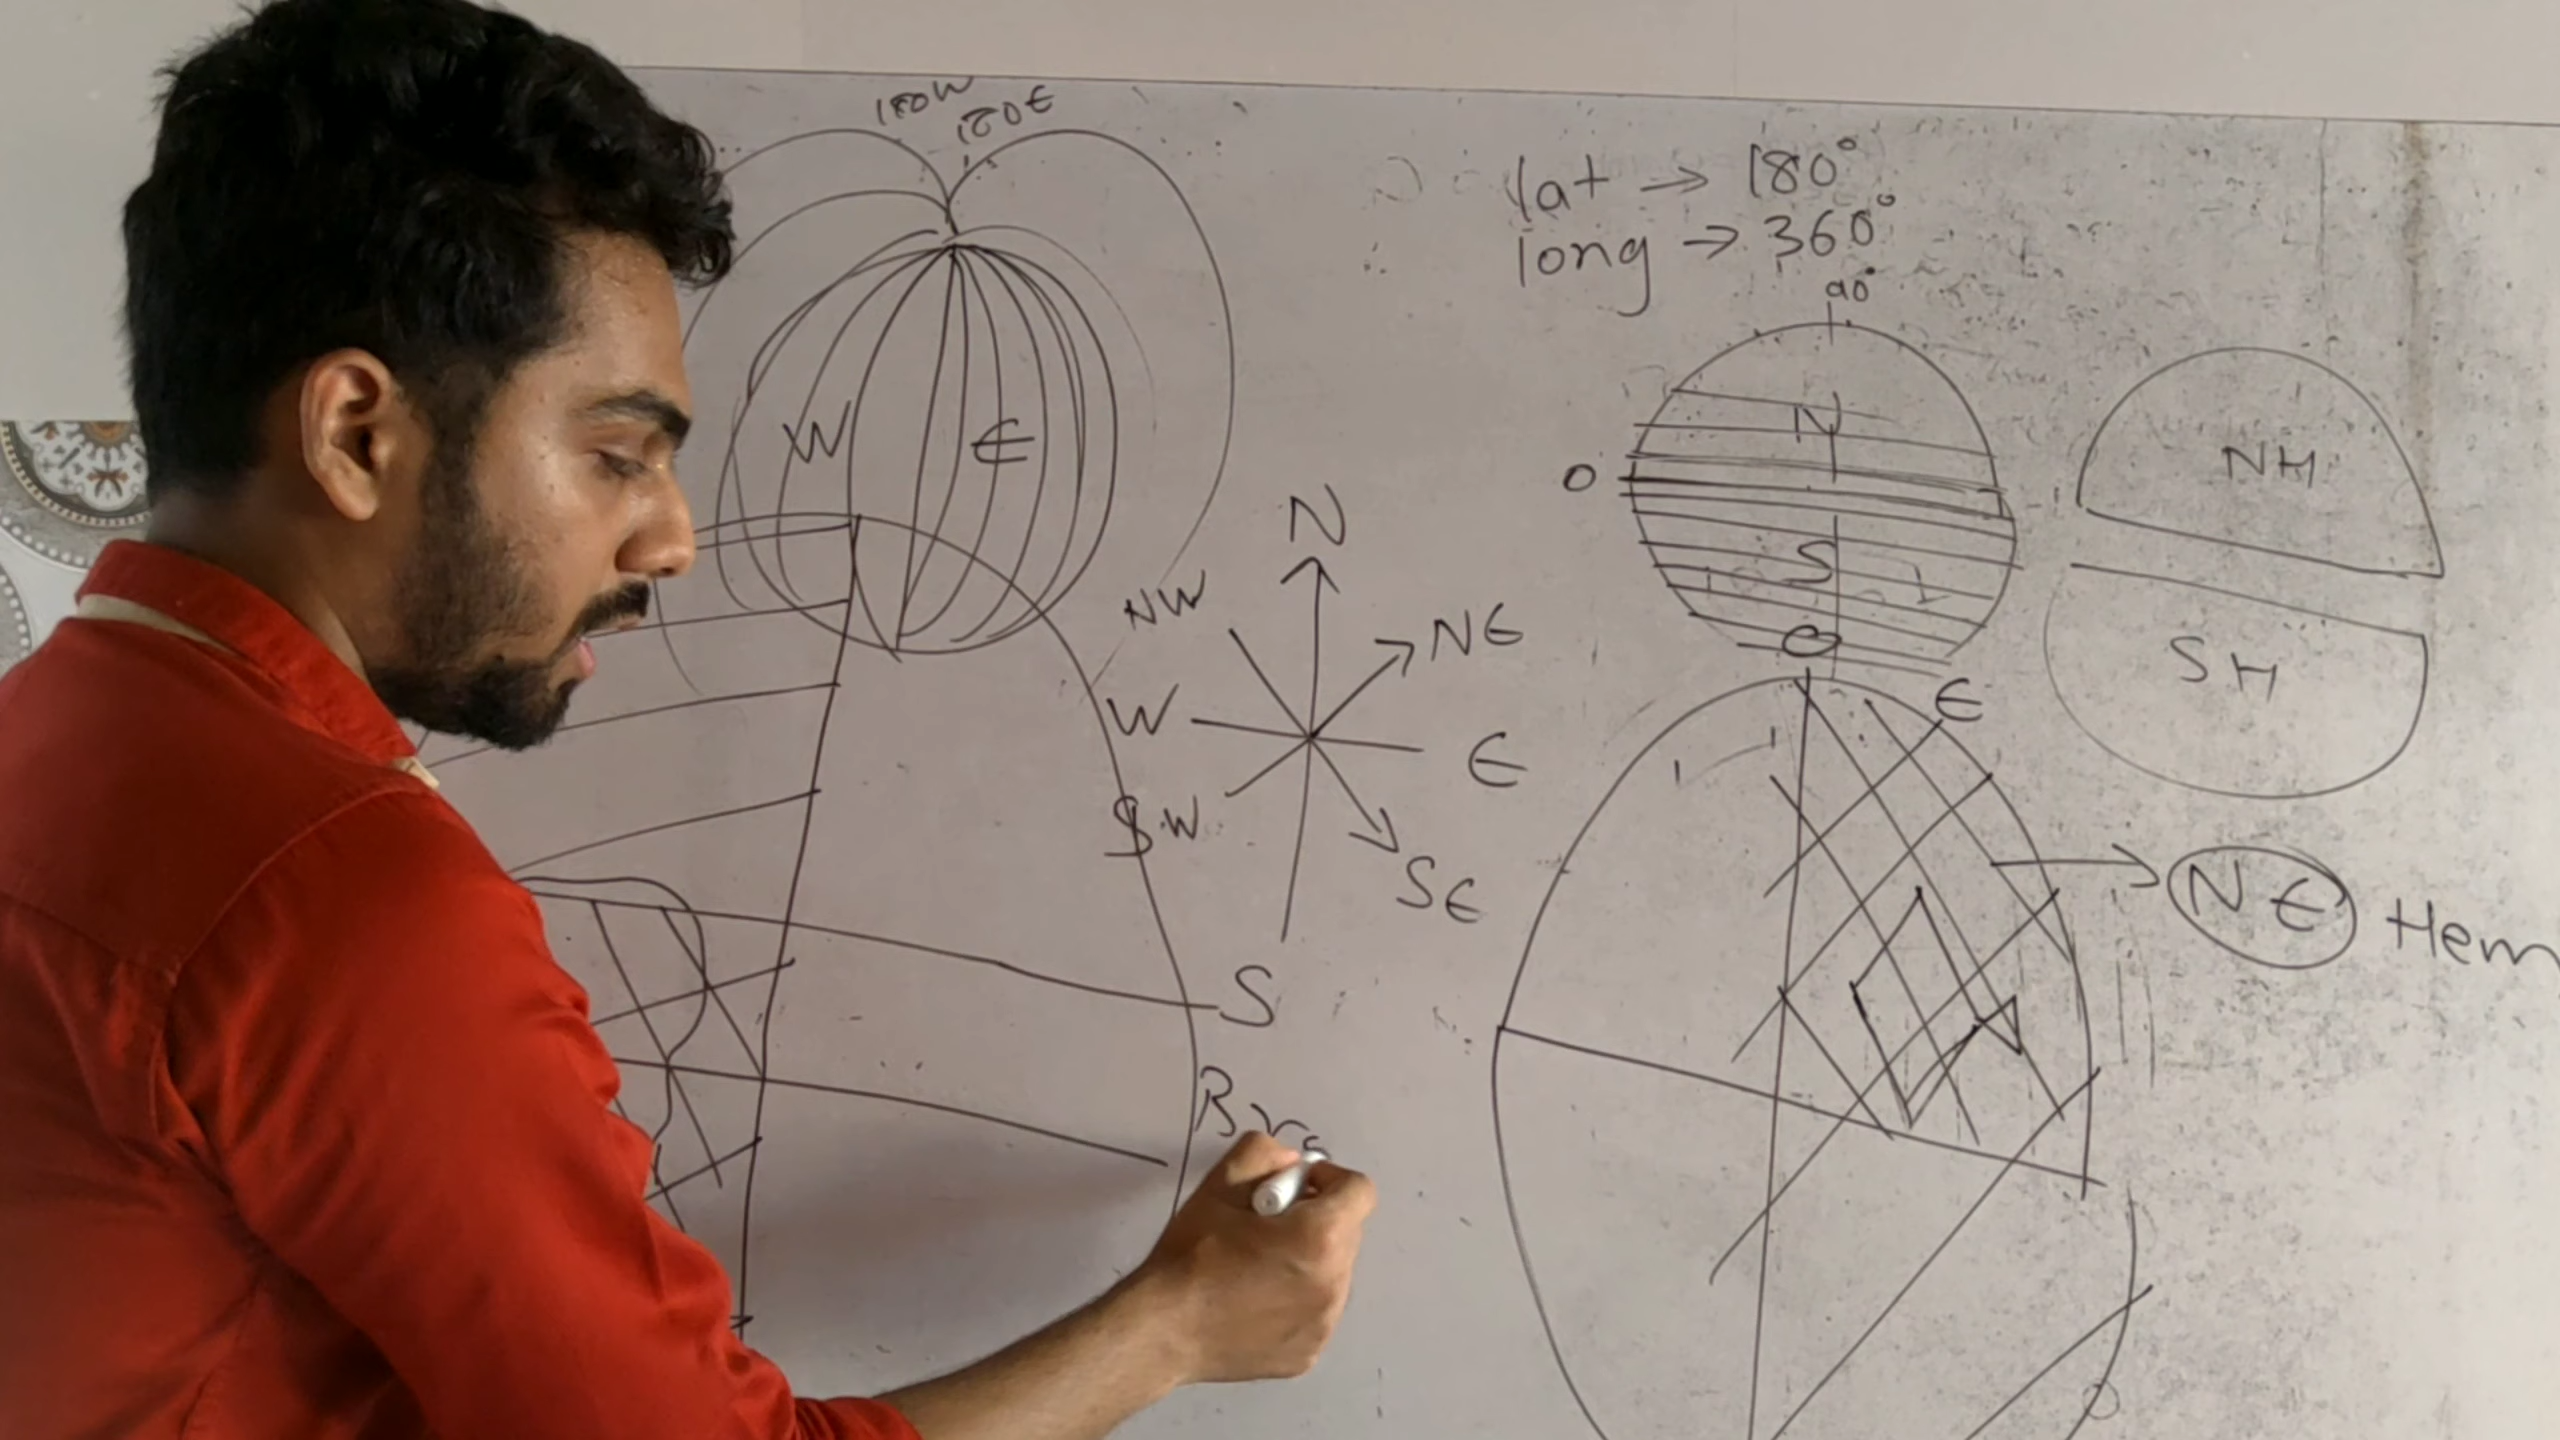 180W
180E
lat → 180°
long → 360°
90°
W
E
N
0
S
0
NH
SH
N
NW
NE
W
E
SW
SE
S
E
NE Hem